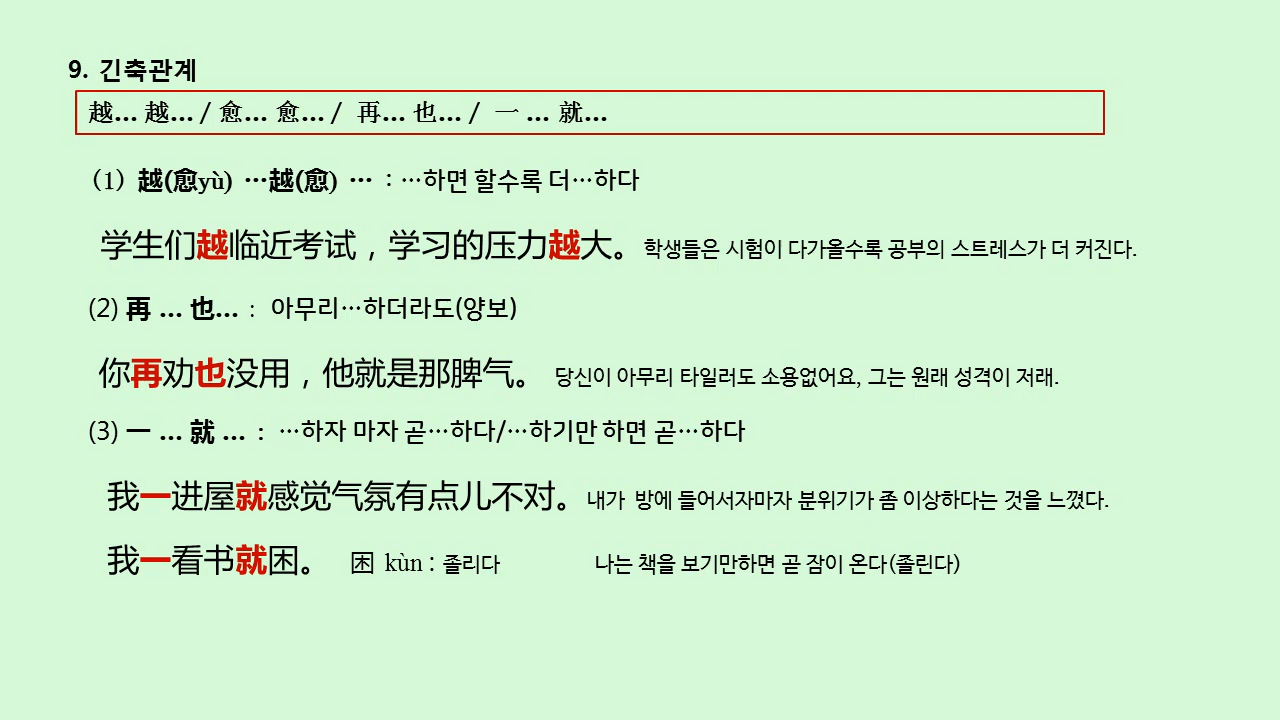 9. 긴축관계
越… 越… / 愈… 愈… / 再… 也… / 一 … 就…
(1) 越(愈yù) …越(愈) … : …하면 할수록 더…하다
学生们越临近考试，学习的压力越大。 학생들은 시험이 다가올수록 공부의 스트레스가 더 커진다.
(2) 再 … 也… : 아무리…하더라도(양보)
你再劝也没用，他就是那脾气。 당신이 아무리 타일러도 소용없어요, 그는 원래 성격이 저래.
(3) 一 … 就 … : …하자 마자 곧…하다/…하기만 하면 곧…하다
我一进屋就感觉气氛有点儿不对。 내가 방에 들어서자마자 분위기가 좀 이상하다는 것을 느꼈다.
我一看书就困。 困 kùn : 졸리다 나는 책을 보기만하면 곧 잠이 온다(졸린다)